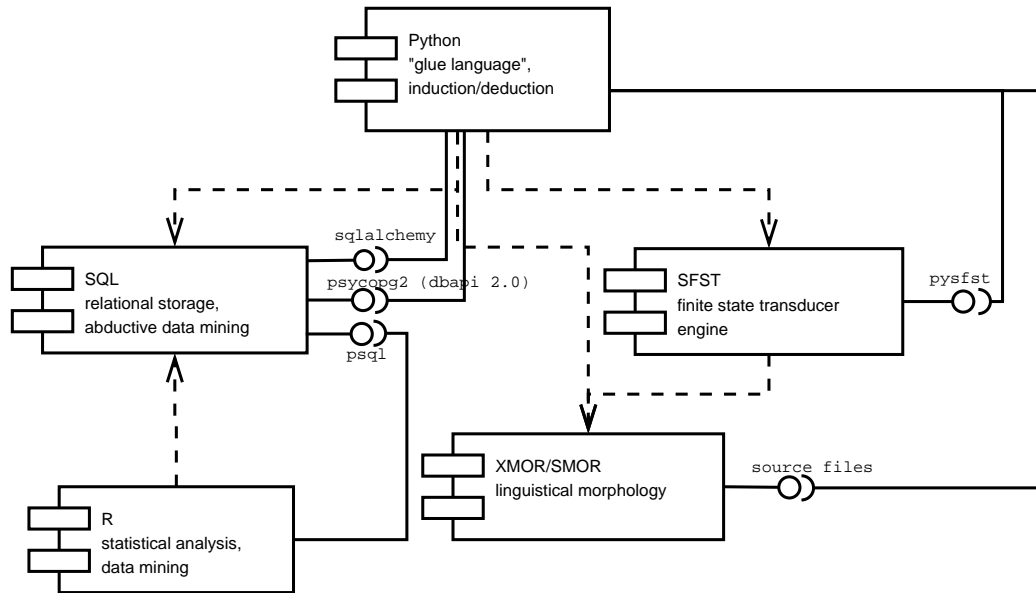 Python
"glue language",
induction/deduction
sqlalchemy
SQL
relational storage,
abductive data mining
psycopg2 (dbapi 2.0)
psql
SFST
finite state transducer
engine
pysfst
XMOR/SMOR
linguistical morphology
source files
R
statistical analysis,
data mining